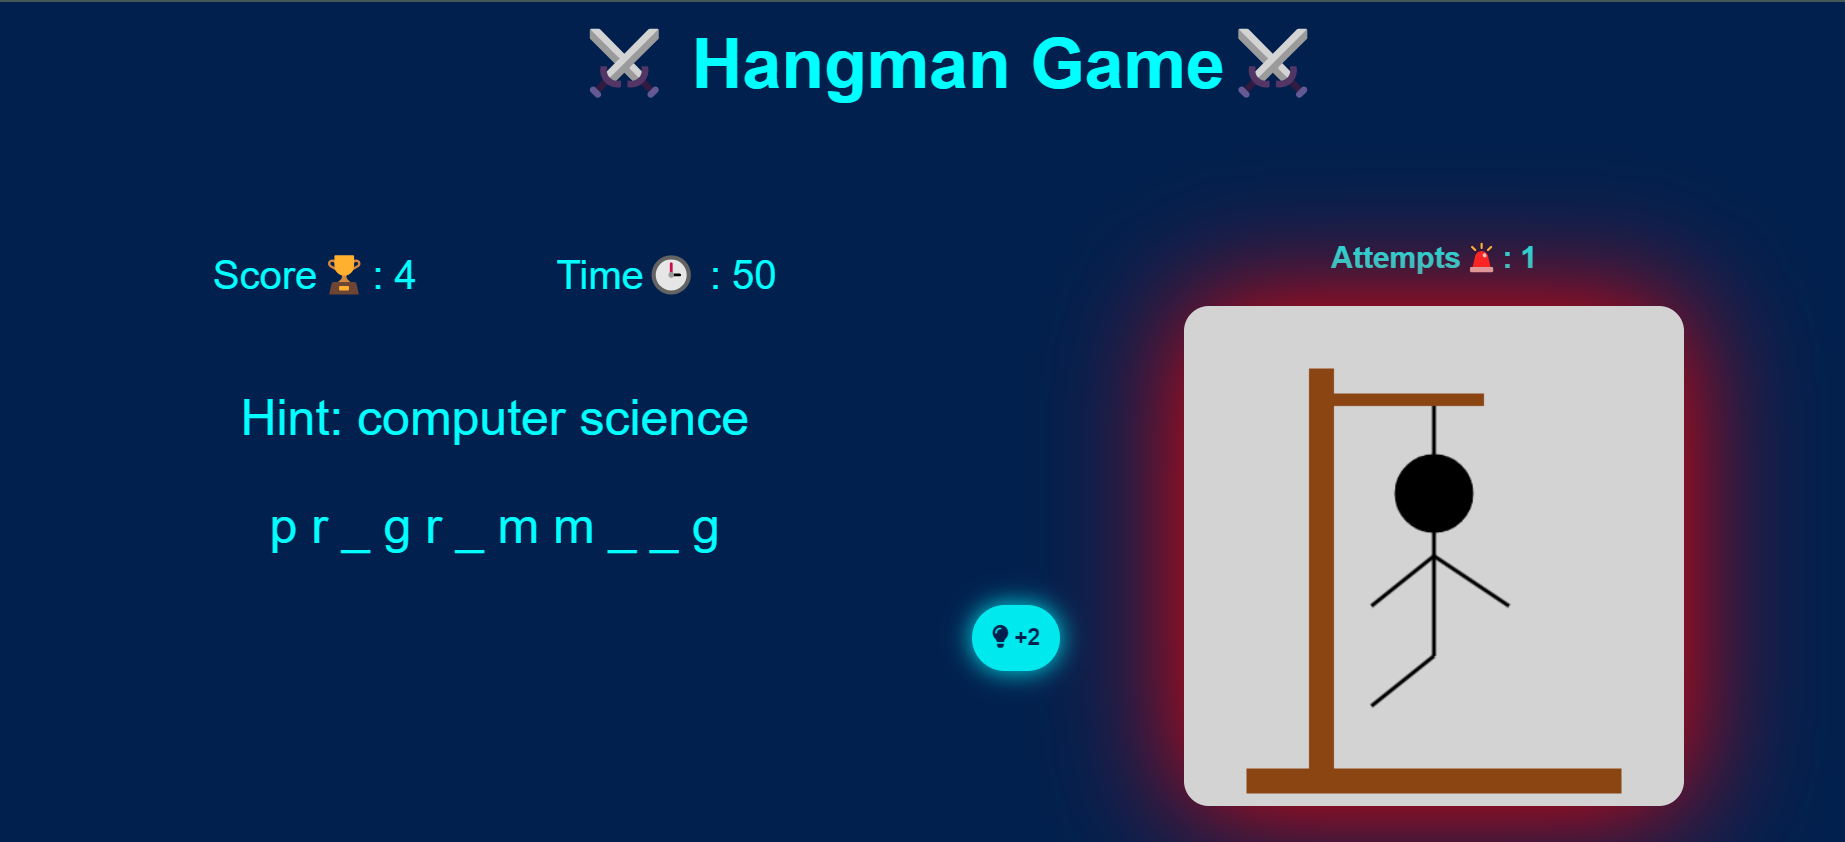 Hangman Game
Score : 4
Time : 50
Attempts : 1
Hint: computer science
p r _ g r _ m m _ _ g
+2